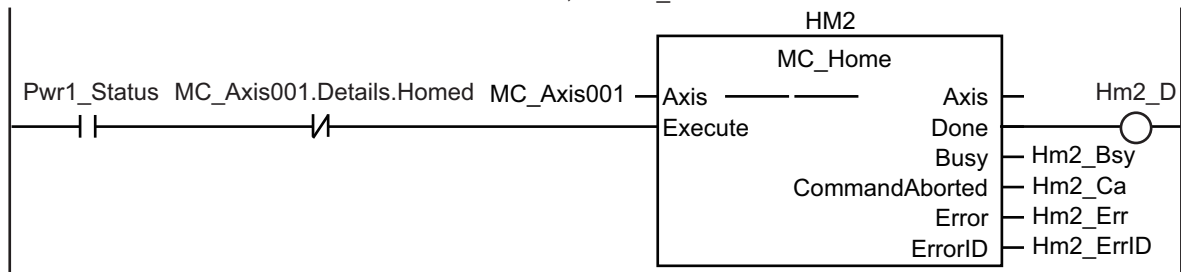 HM2
MC_Home
Pwr1_Status MC_Axis001.Details.Homed MC_Axis001 Axis Axis Hm2_D
Execute Done
Busy Hm2_Bsy
CommandAborted Hm2_Ca
Error Hm2_Err
ErrorID Hm2_ErrID